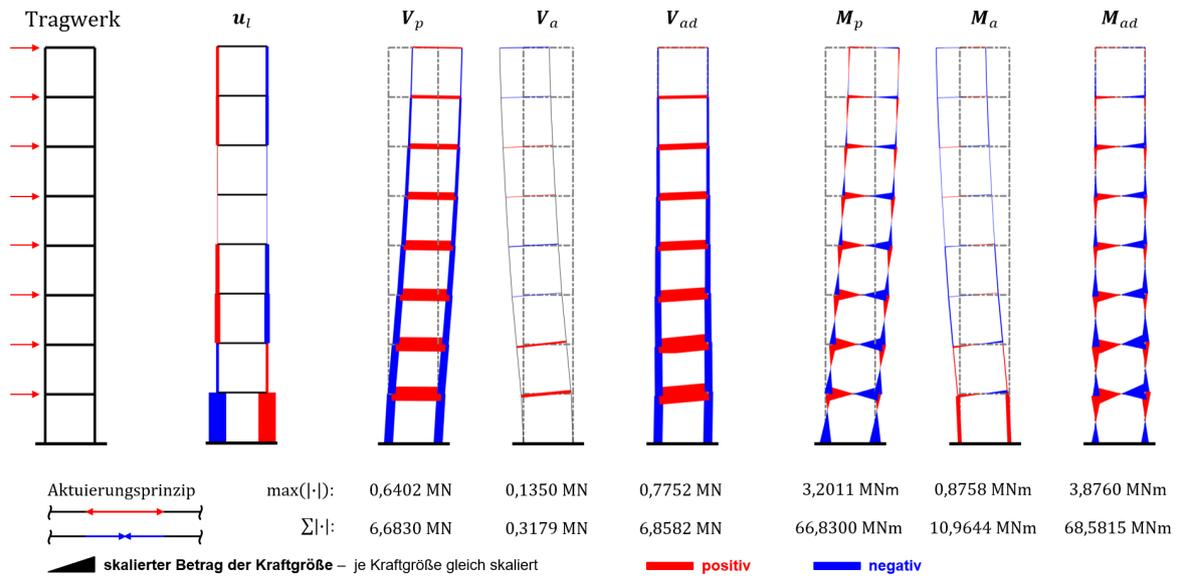 Tragwerk u_l V_p V_a V_ad M_p M_a M_ad
Aktuierungsprinzip max(|·|): 0,6402 MN 0,1350 MN 0,7752 MN 3,2011 MNm 0,8758 MNm 3,8760 MNm
∑|·|: 6,6830 MN 0,3179 MN 6,8582 MN 66,8300 MNm 10,9644 MNm 68,5815 MNm
skalierter Betrag der Kraftgröße – je Kraftgröße gleich skaliert positiv negativ